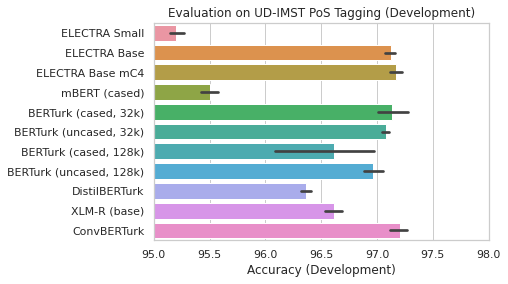 Evaluation on UD-IMST PoS Tagging (Development)
ELECTRA Small
ELECTRA Base
ELECTRA Base mC4
mBERT (cased)
BERTurk (cased, 32k)
BERTurk (uncased, 32k)
BERTurk (cased, 128k)
BERTurk (uncased, 128k)
DistilBERTurk
XLM-R (base)
ConvBERTurk
95.0 95.5 96.0 96.5 97.0 97.5 98.0
Accuracy (Development)